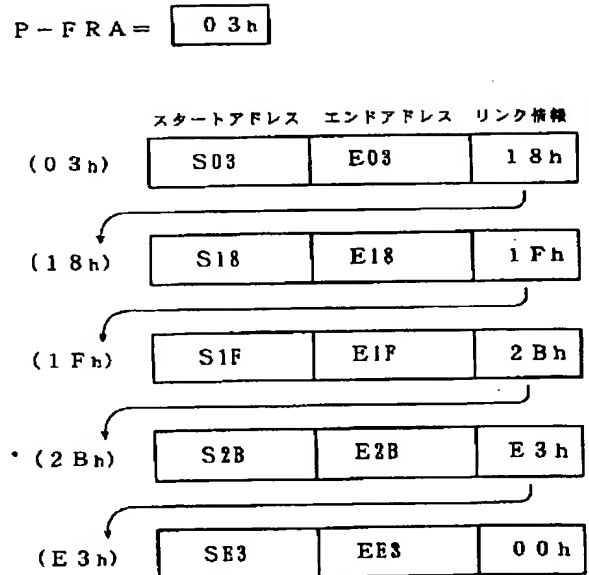 P-FRA= 03h
スタートアドレス エンドアドレス リンク情報
(03h) S03 E03 18h
(18h) S18 E18 1Fh
(1Fh) S1F E1F 2Bh
(2Bh) S2B E2B E3h
(E3h) SE3 EE3 00h